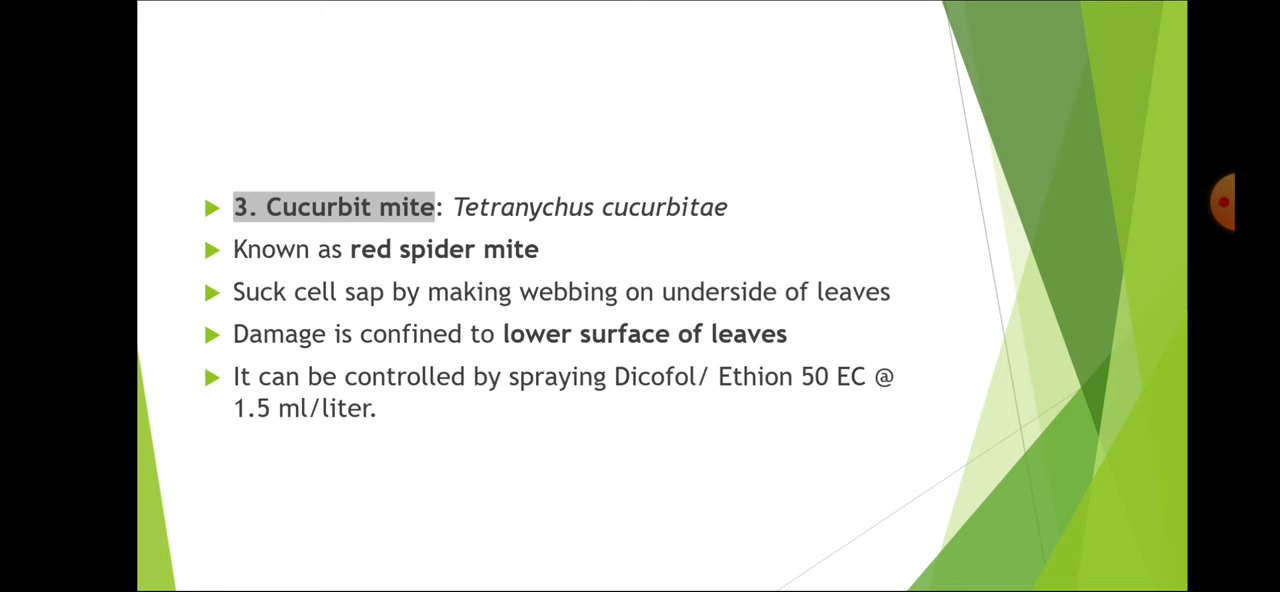 3. Cucurbit mite: Tetranychus cucurbitae
Known as red spider mite
Suck cell sap by making webbing on underside of leaves
Damage is confined to lower surface of leaves
It can be controlled by spraying Dicofol/ Ethion 50 EC @
1.5 ml/liter.